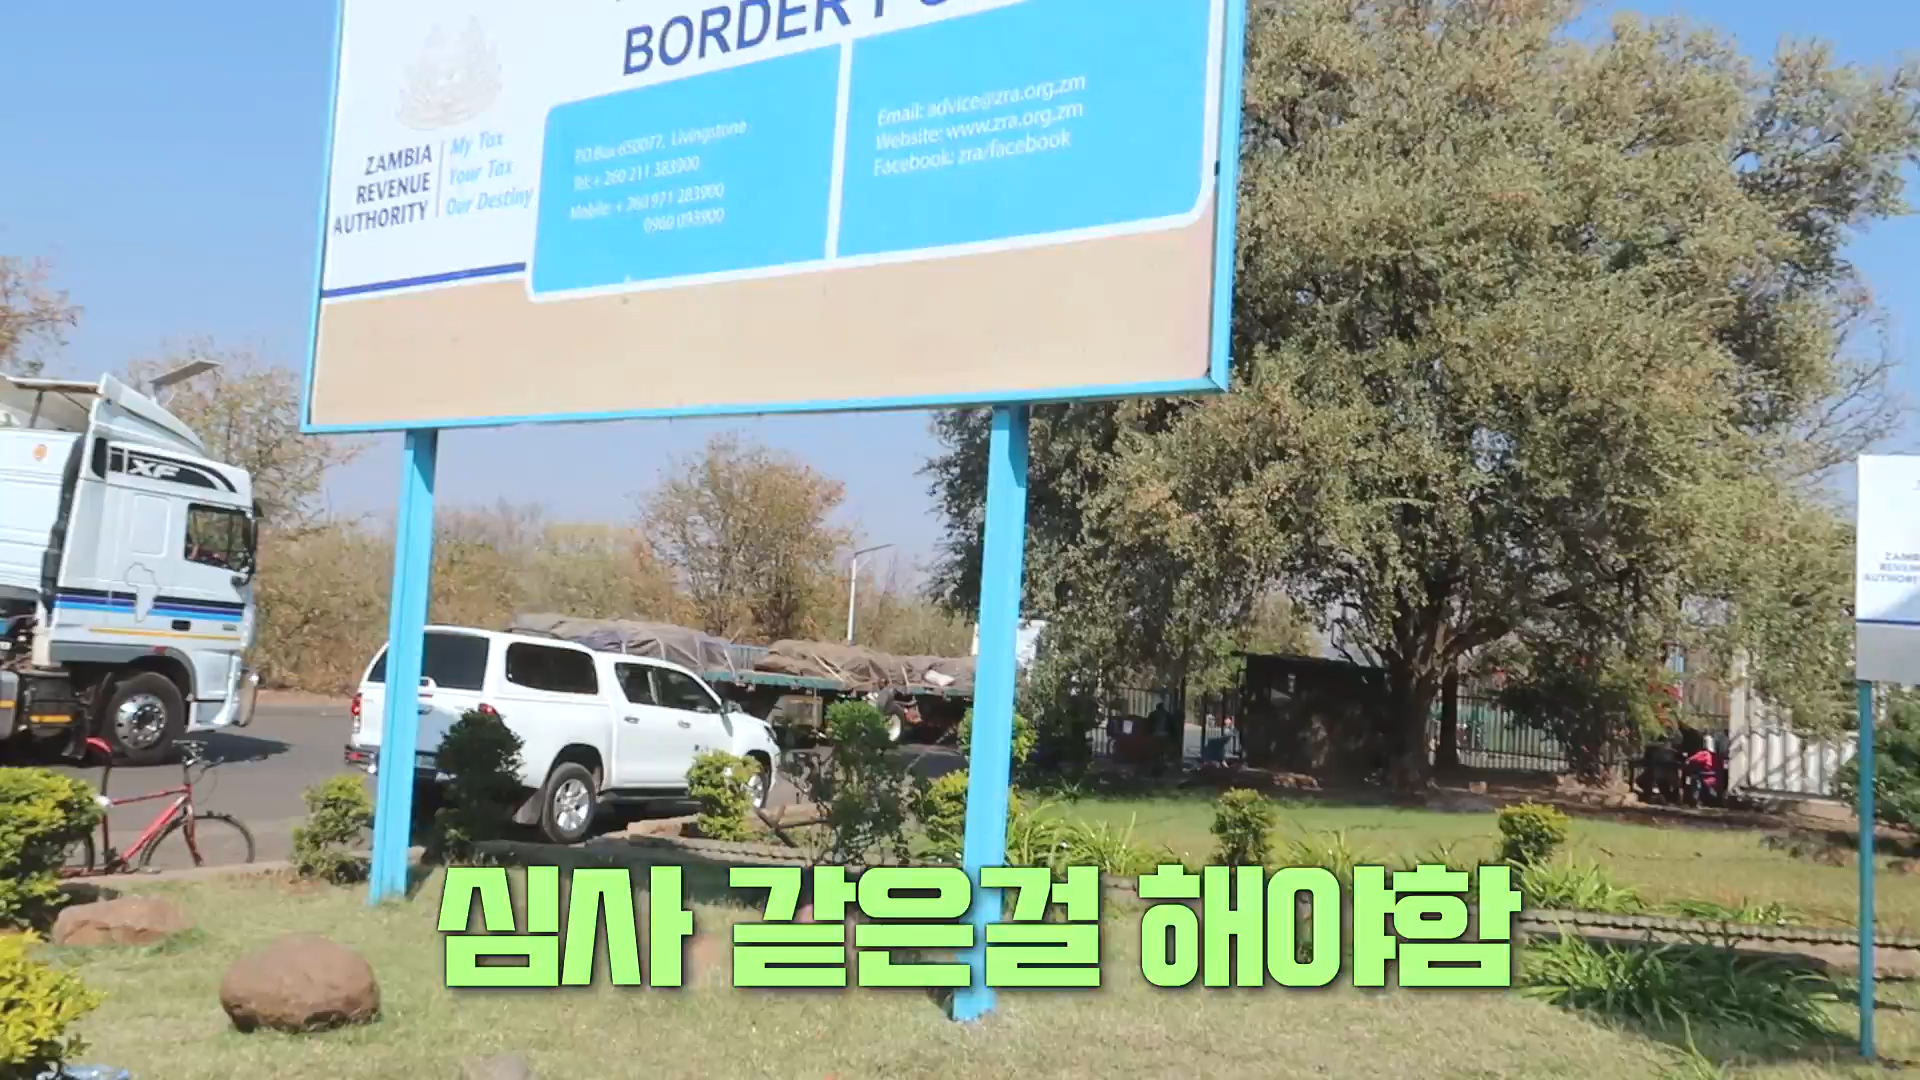 BORDER
ZAMBIA
REVENUE
AUTHORITY
My Tax
Your Tax
Our Destiny
P.O Box 650077, Livingstone
Tel: + 260 211 383900
Mobile: + 260 971 283900
0960 093900
Email: advice@zra.org.zm
Website: www.zra.org.zm
Facebook: zra/facebook
XF
심사 같은걸 해야함